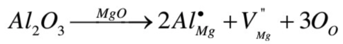 Al₂O₃ —MgO→ 2Al•Mg + V"Mg + 3Oₒ